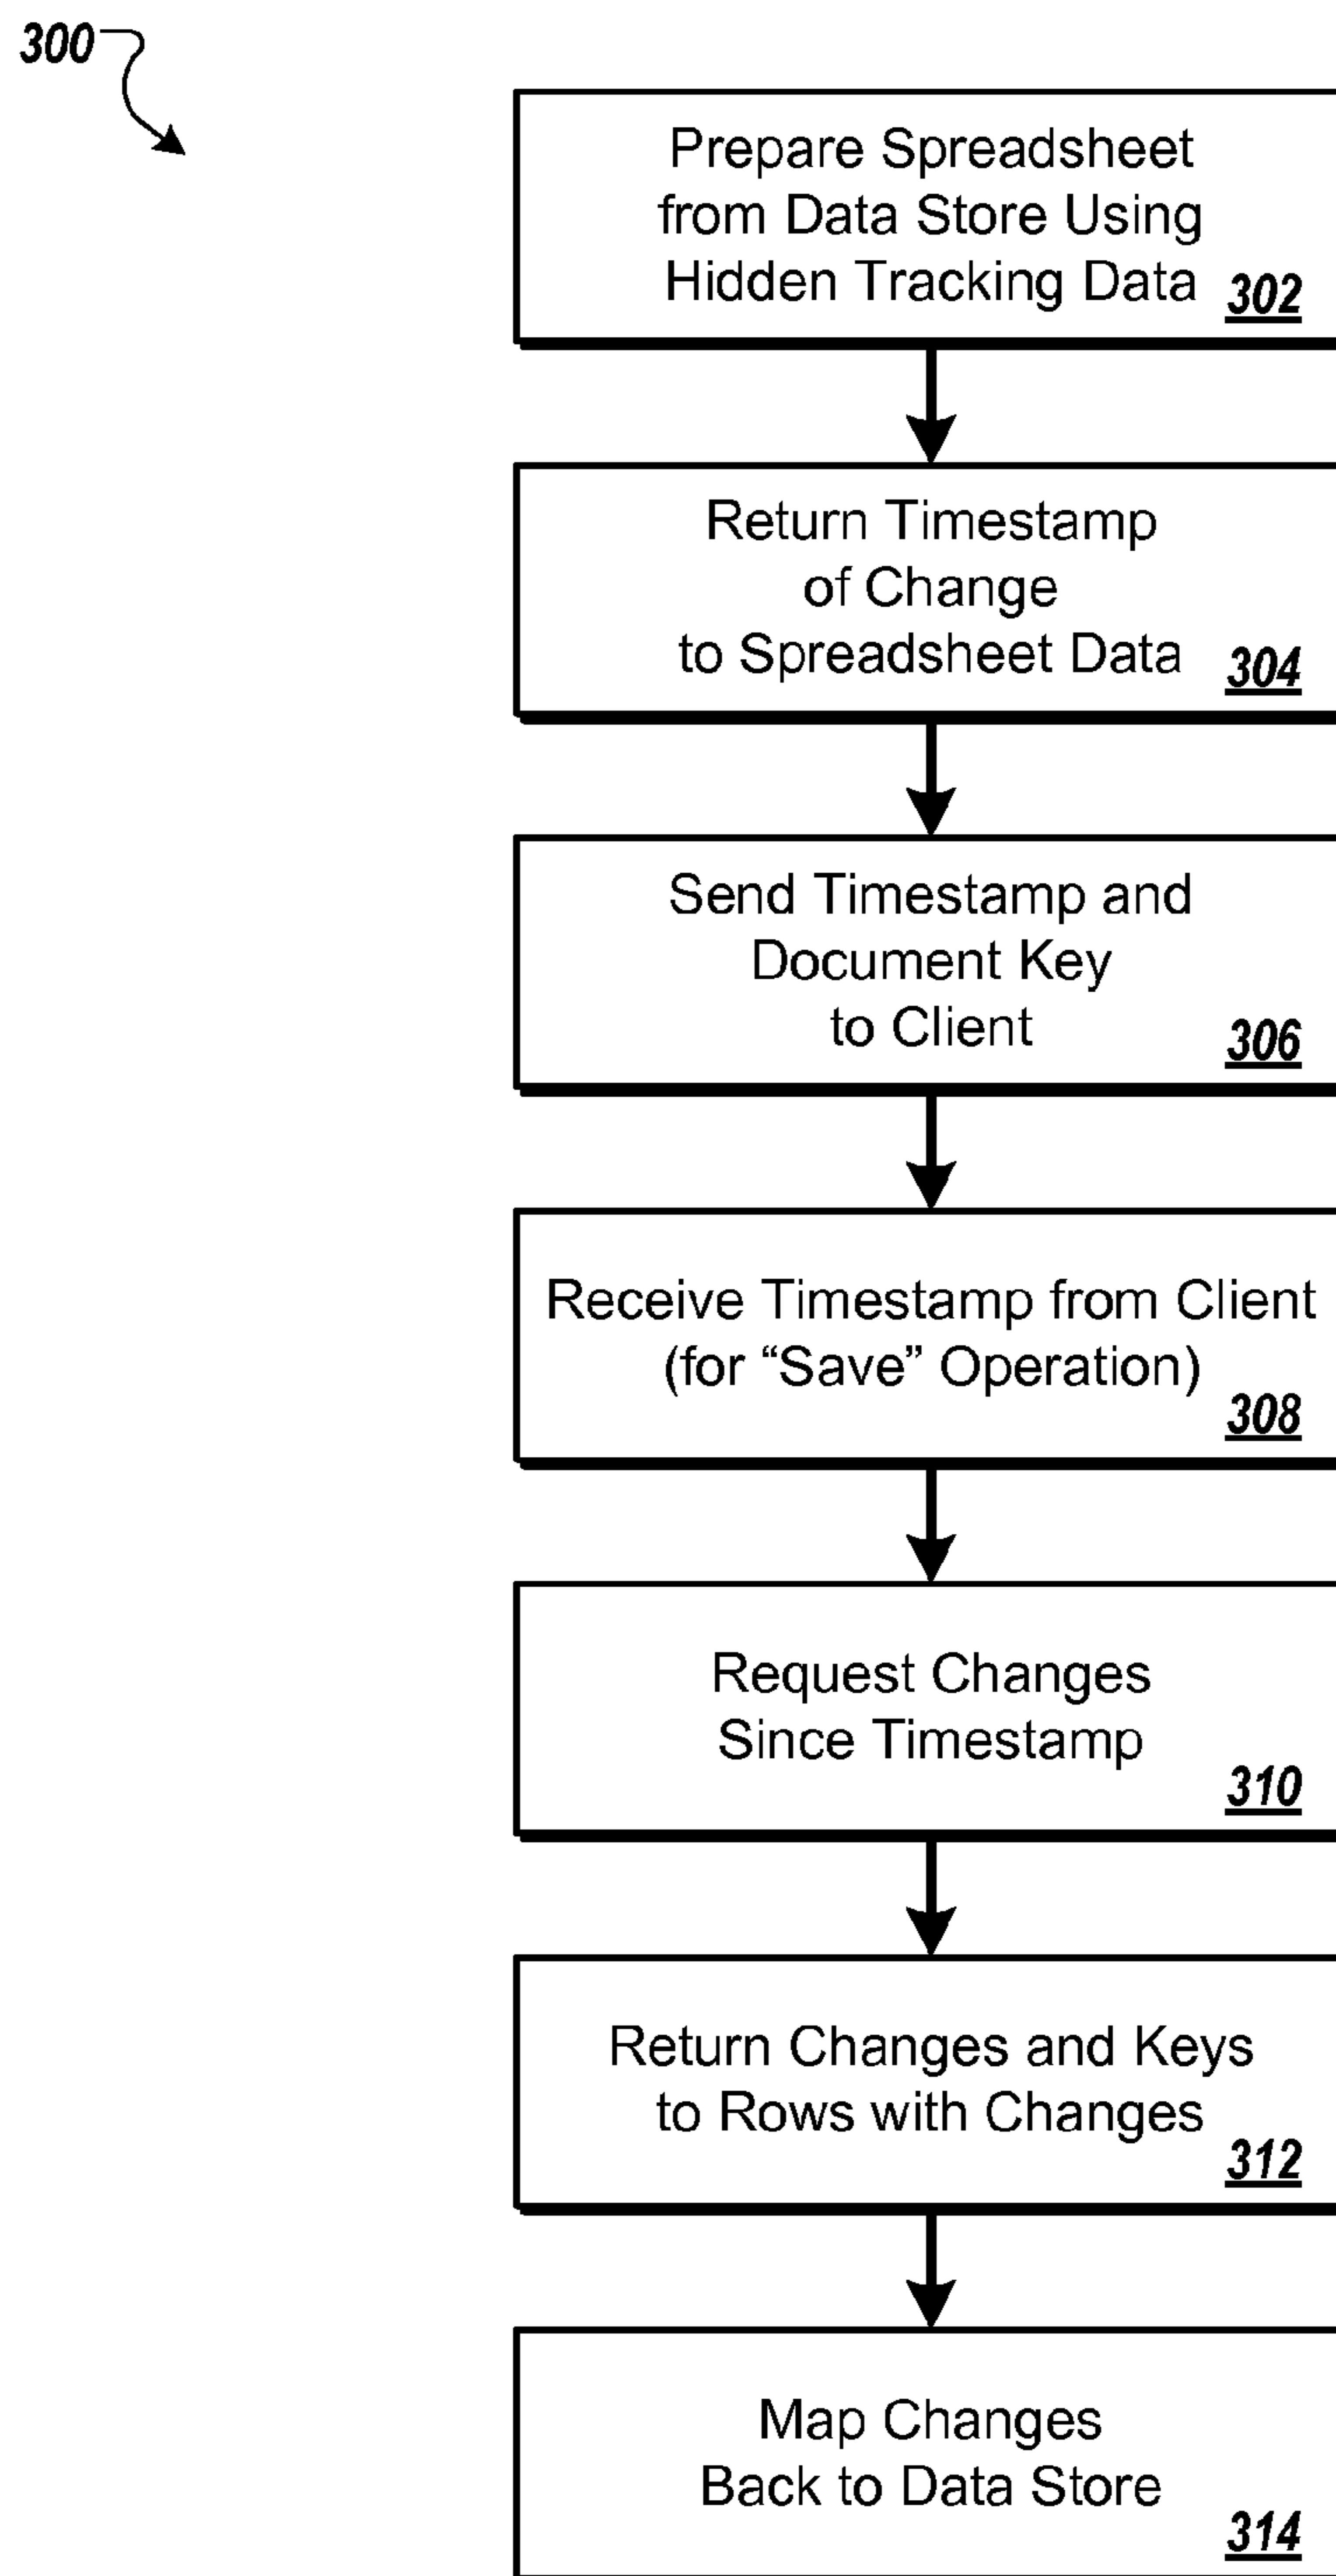 300
Prepare Spreadsheet
from Data Store Using
Hidden Tracking Data 302
Return Timestamp
of Change
to Spreadsheet Data 304
Send Timestamp and
Document Key
to Client 306
Receive Timestamp from Client
(for “Save” Operation)
308
Request Changes
Since Timestamp
310
Return Changes and Keys
to Rows with Changes
312
Map Changes
Back to Data Store
314